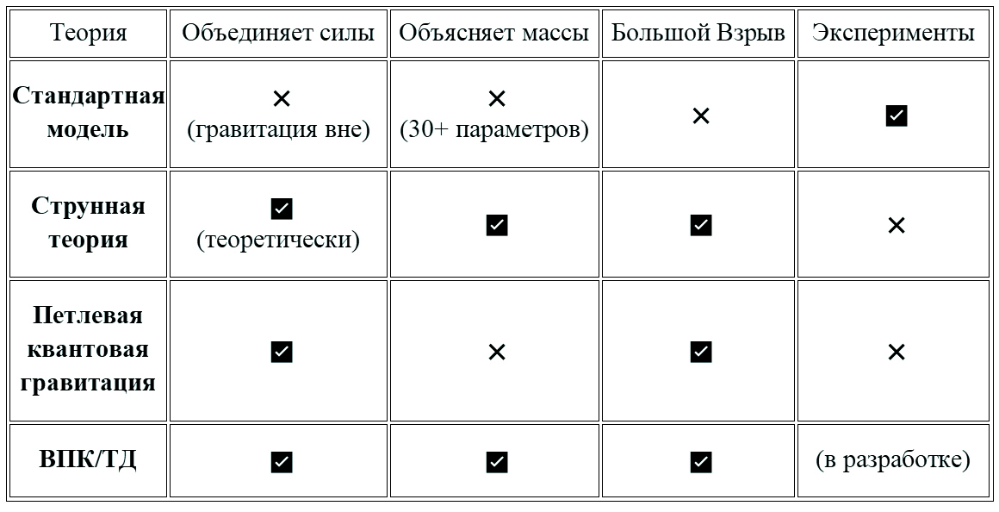 Теория Объединяет силы Объясняет массы Большой Взрыв Эксперименты
Стандартная модель ✕ (гравитация вне) ✕ (30+ параметров) ✕ ✅
Струнная теория ✅ (теоретически) ✅ ✅ ✕
Петлевая квантовая гравитация ✅ ✕ ✅ ✕
ВПК/ТД ✅ ✅ ✅ (в разработке)